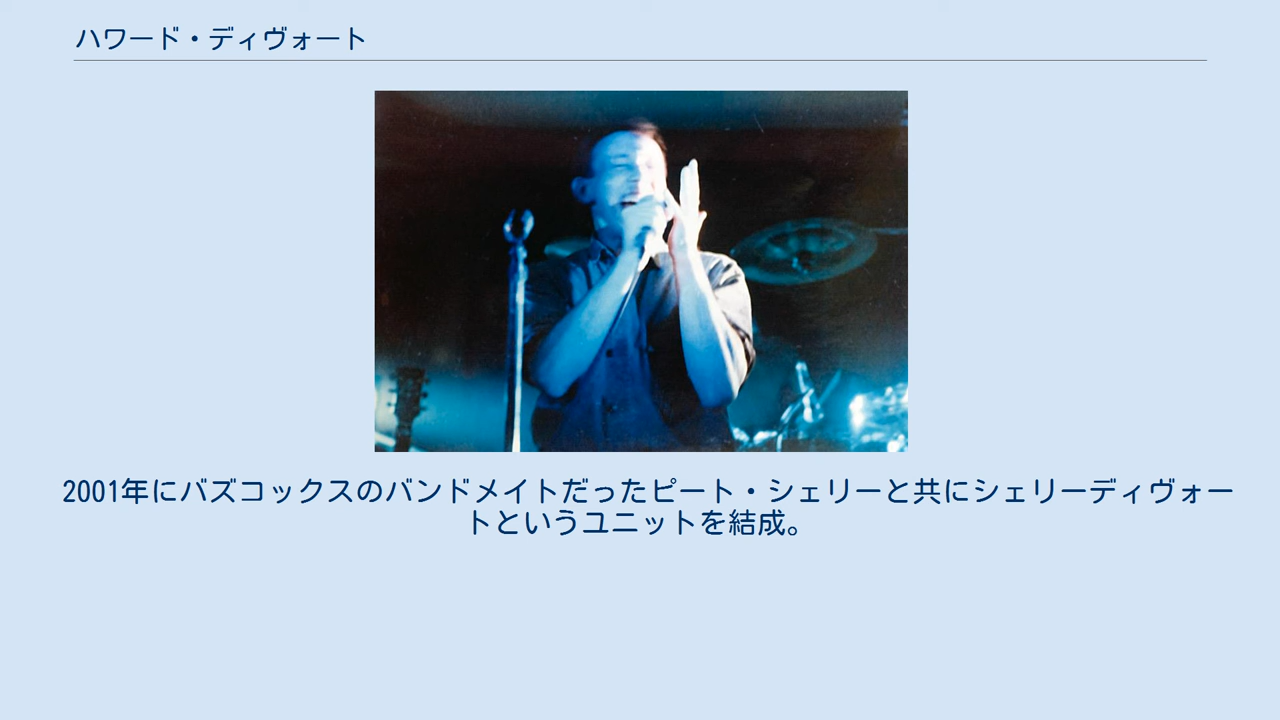 ハワード・ディヴォート
2001年にバズコックスのバンドメイトだったピート・シェリーと共にシェリーディヴォー
トというユニットを結成。